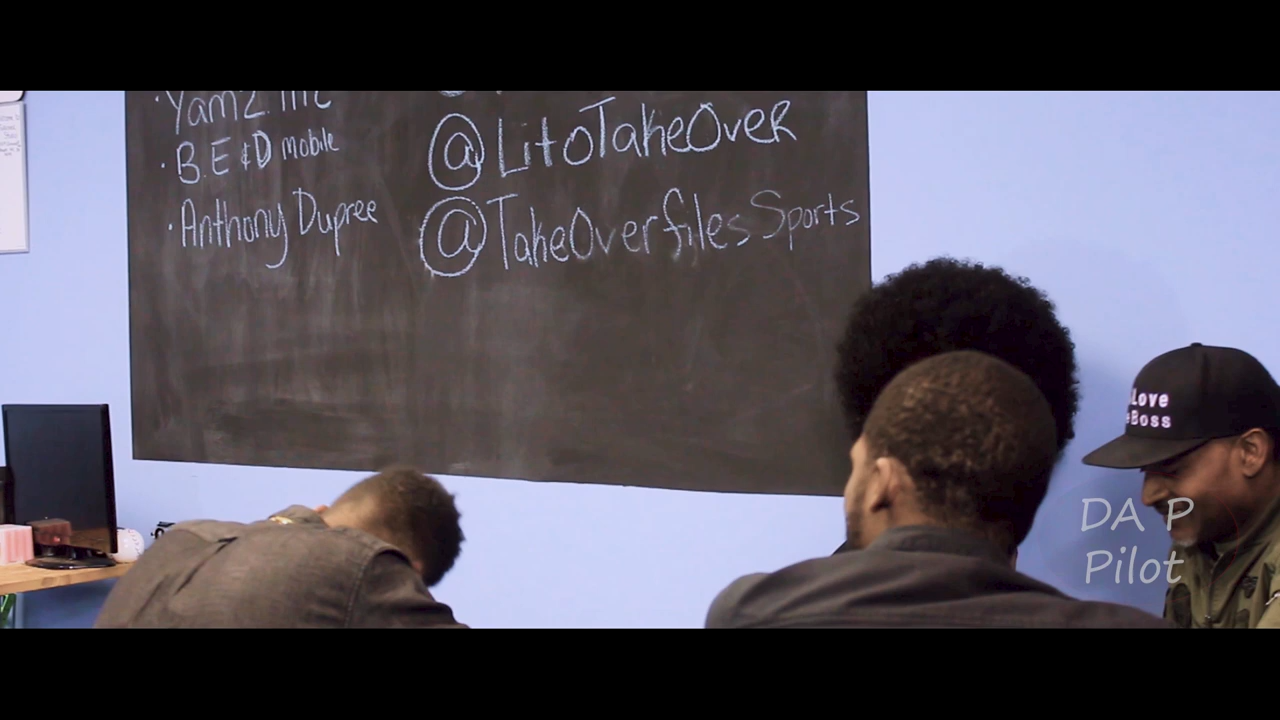 · Yamz. inc
· B.E & D mobile
· Anthony Dupree
@LitoTakeOver
@TakeOverfilesSports
Love
Boss
DA P
Pilot